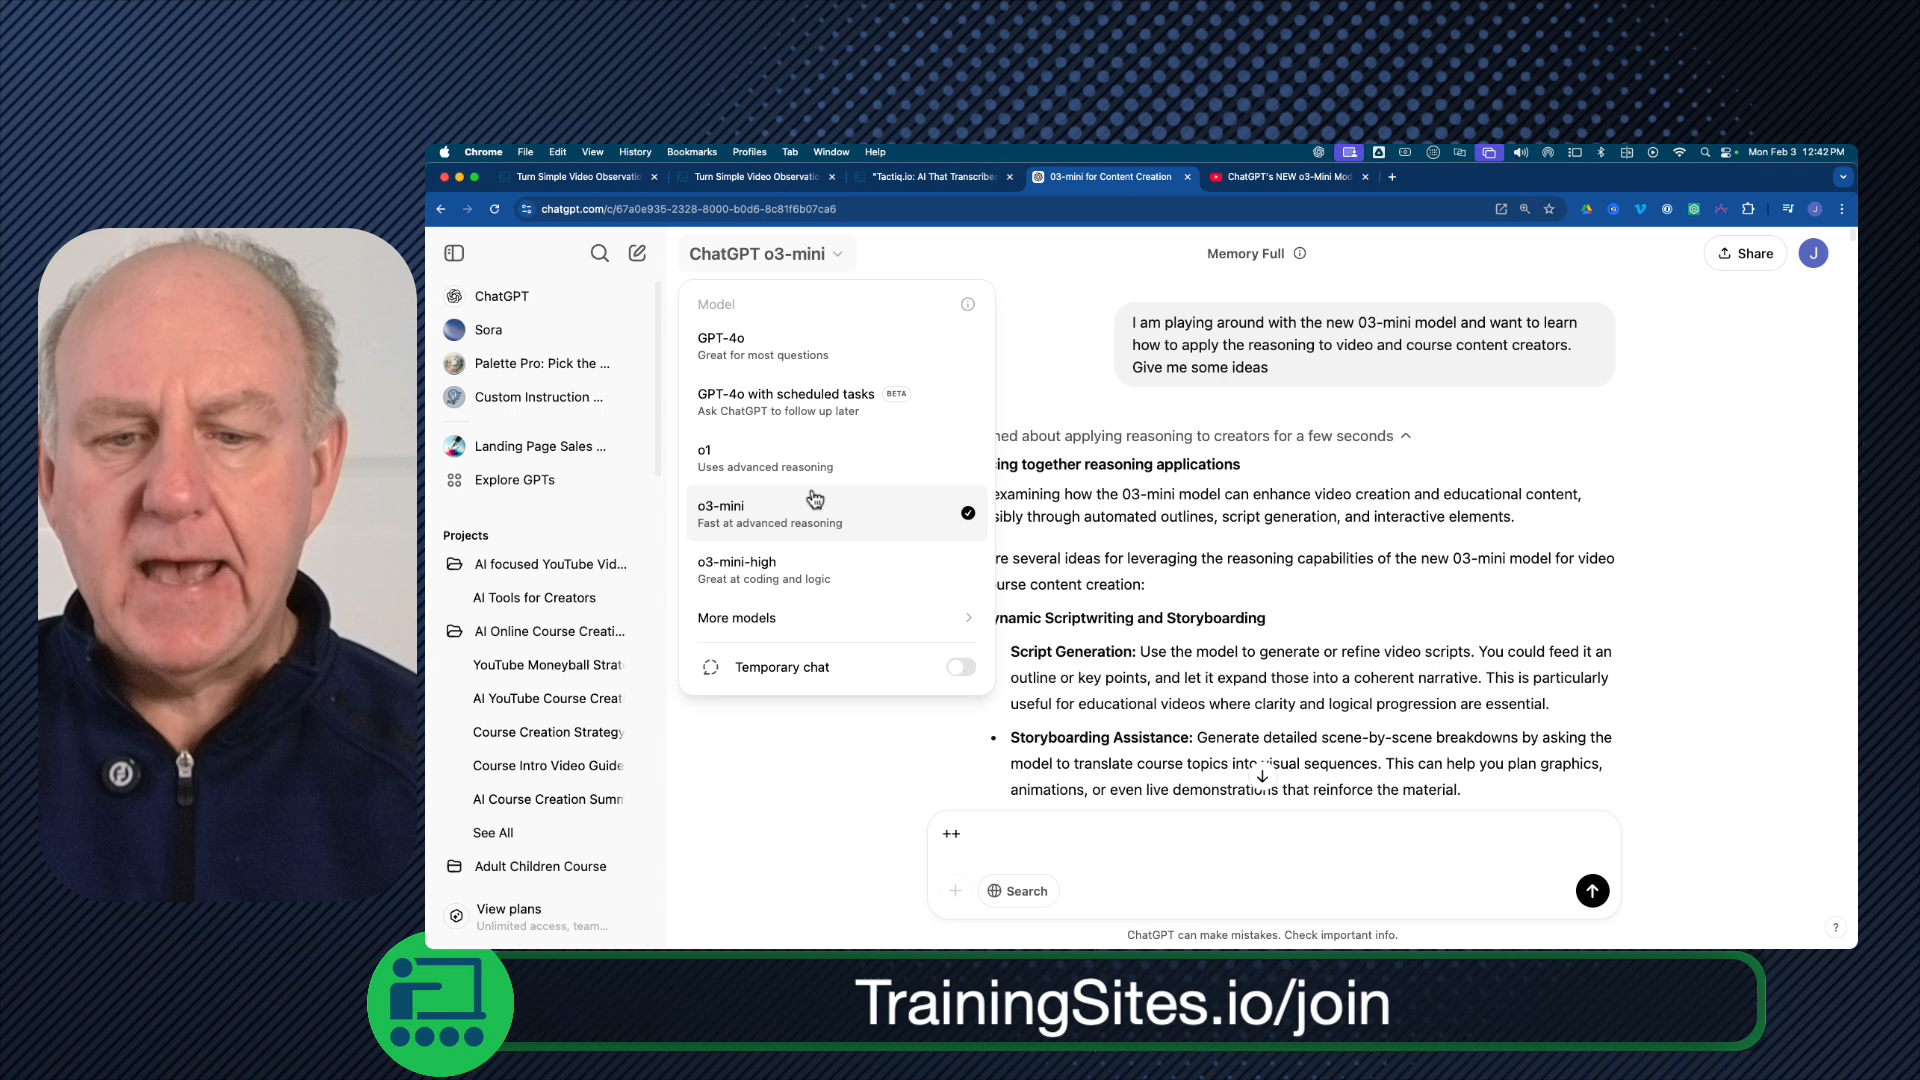 Chrome File Edit View History Bookmarks Profiles Tab Window Help
Mon Feb 3 12:42 PM
Turn Simple Video Observatio
Turn Simple Video Observatio
"Tactiq.io: AI That Transcribes
03-mini for Content Creation
ChatGPT's NEW o3-Mini Mod
chatgpt.com/c/67a0e935-2328-8000-b0d6-8c81f6b07ca6
ChatGPT
Sora
Palette Pro: Pick the ...
Custom Instruction ...
Landing Page Sales ...
Explore GPTs
Projects
AI focused YouTube Vid...
AI Tools for Creators
AI Online Course Creati...
YouTube Moneyball Strat
AI YouTube Course Creat
Course Creation Strategy
Course Intro Video Guide
AI Course Creation Summ
See All
Adult Children Course
View plans
Unlimited access, team...
ChatGPT o3-mini
Model
GPT-4o
Great for most questions
GPT-4o with scheduled tasks BETA
Ask ChatGPT to follow up later
o1
Uses advanced reasoning
o3-mini
Fast at advanced reasoning
o3-mini-high
Great at coding and logic
More models
Temporary chat
Memory Full
Share
J
I am playing around with the new 03-mini model and want to learn
how to apply the reasoning to video and course content creators.
Give me some ideas
ned about applying reasoning to creators for a few seconds
ing together reasoning applications
examining how the 03-mini model can enhance video creation and educational content,
sibly through automated outlines, script generation, and interactive elements.
re several ideas for leveraging the reasoning capabilities of the new 03-mini model for video
urse content creation:
ynamic Scriptwriting and Storyboarding
Script Generation: Use the model to generate or refine video scripts. You could feed it an
outline or key points, and let it expand those into a coherent narrative. This is particularly
useful for educational videos where clarity and logical progression are essential.
• Storyboarding Assistance: Generate detailed scene-by-scene breakdowns by asking the
model to translate course topics into visual sequences. This can help you plan graphics,
animations, or even live demonstrations that reinforce the material.
++
Search
ChatGPT can make mistakes. Check important info.
?
TrainingSites.io/join